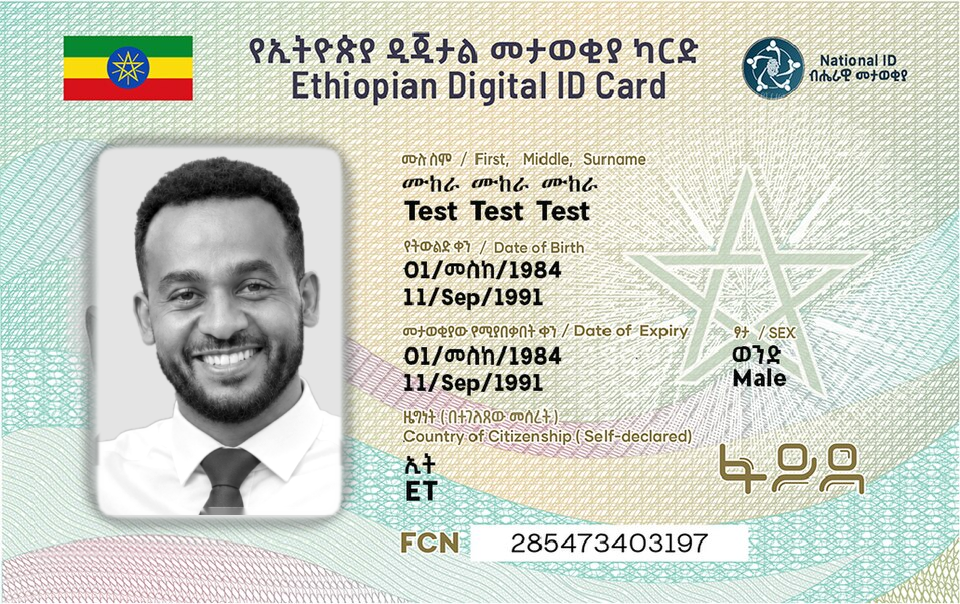 የኢትዮጵያ ዲጂታል መታወቂያ ካርድ
Ethiopian Digital ID Card
National ID
ብሔራዊ መታወቂያ
ሙሉ ስም / First, Middle, Surname
ሙከራ ሙከራ ሙከራ
Test Test Test
የትውልድ ቀን / Date of Birth
01/መስከ/1984
11/Sep/1991
መታወቂያው የሚያበቃበት ቀን / Date of Expiry
ፆታ / SEX
01/መስከ/1984
11/Sep/1991
ወንድ
Male
ዜግነት ( በተገለጸው መሰረት )
Country of Citizenship ( Self-declared)
ኢት
ET
ፋይዳ
FCN 285473403197